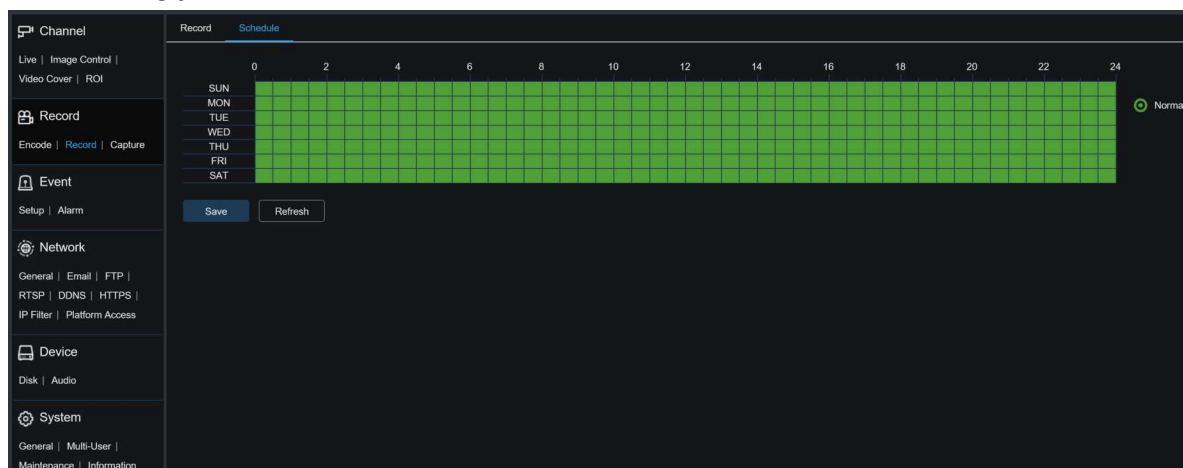 Channel
Live | Image Control |
Video Cover | ROI
Record
Encode | Record | Capture
Event
Setup | Alarm
Network
General | Email | FTP |
RTSP | DDNS | HTTPS |
IP Filter | Platform Access
Device
Disk | Audio
System
General | Multi-User |
Maintenance | Information
Record Schedule
0 2 4 6 8 10 12 14 16 18 20 22 24
SUN
MON
TUE
WED
THU
FRI
SAT
Norma
Save Refresh